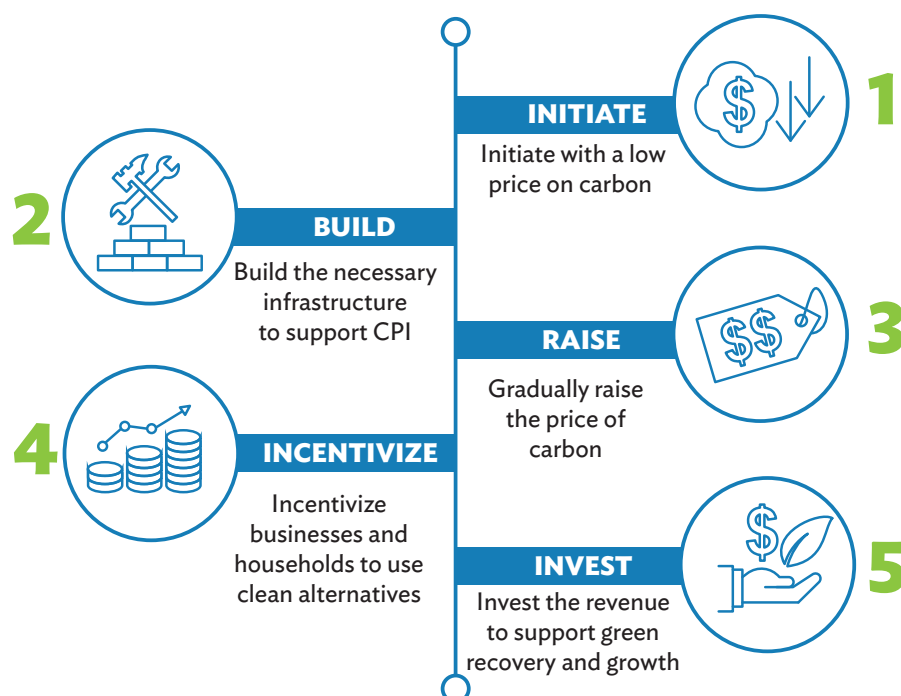 1
INITIATE
Initiate with a low
price on carbon
2
BUILD
Build the necessary
infrastructure
to support CPI
3
RAISE
Gradually raise
the price of
carbon
4
INCENTIVIZE
Incentivize
businesses and
households to use
clean alternatives
5
INVEST
Invest the revenue
to support green
recovery and growth
$
$$
$